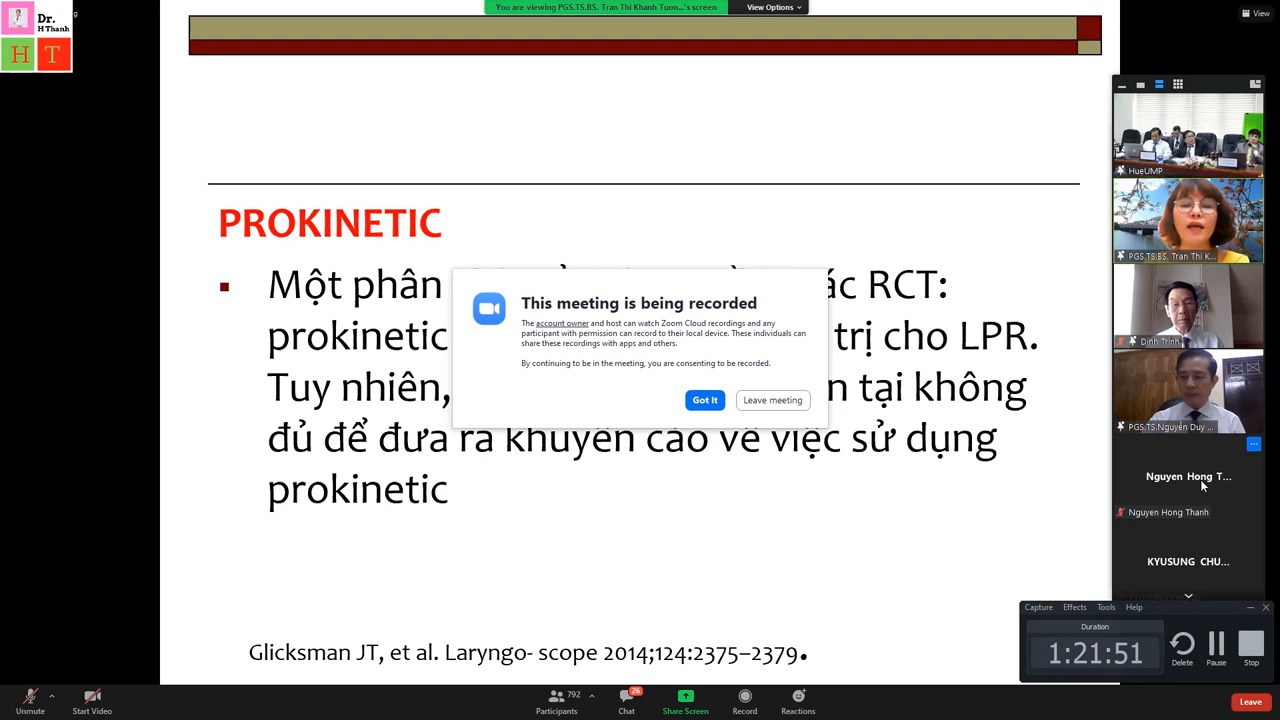 Dr.
H Thanh
H T
You are viewing PGS.TS.BS. Tran Thi Khanh Tuon...'s screen
View Options
View
PROKINETIC
Một phân
ác RCT:
prokinetic
trị cho LPR.
Tuy nhiên,
n tại không
đủ để đưa ra khuyến cáo về việc sử dụng
prokinetic
Glicksman JT, et al. Laryngo- scope 2014;124:2375–2379.
This meeting is being recorded
The account owner and host can watch Zoom Cloud recordings and any
participant with permission can record to their local device. These individuals can
share these recordings with apps and others.
By continuing to be in the meeting, you are consenting to be recorded.
Got It
Leave meeting
HueUMP
PGS.TS.BS. Tran Thi K...
Dinh Trinh
PGS.TS.Nguyễn Duy ...
Nguyen Hong T...
Nguyen Hong Thanh
KYUSUNG CHU...
Capture Effects Tools Help
Duration
1:21:51
Delete Pause Stop
Unmute
Start Video
792
Participants
26
Chat
Share Screen
Record
Reactions
Leave